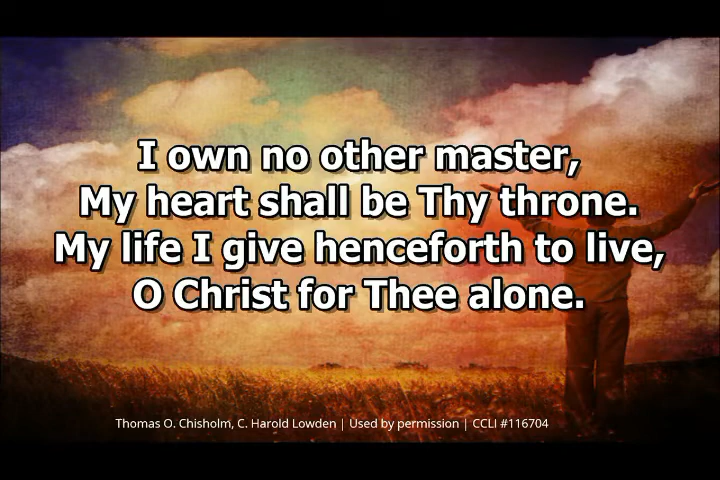 I own no other master,
My heart shall be Thy throne.
My life I give henceforth to live,
O Christ for Thee alone.
Thomas O. Chisholm, C. Harold Lowden | Used by permission | CCLI #116704